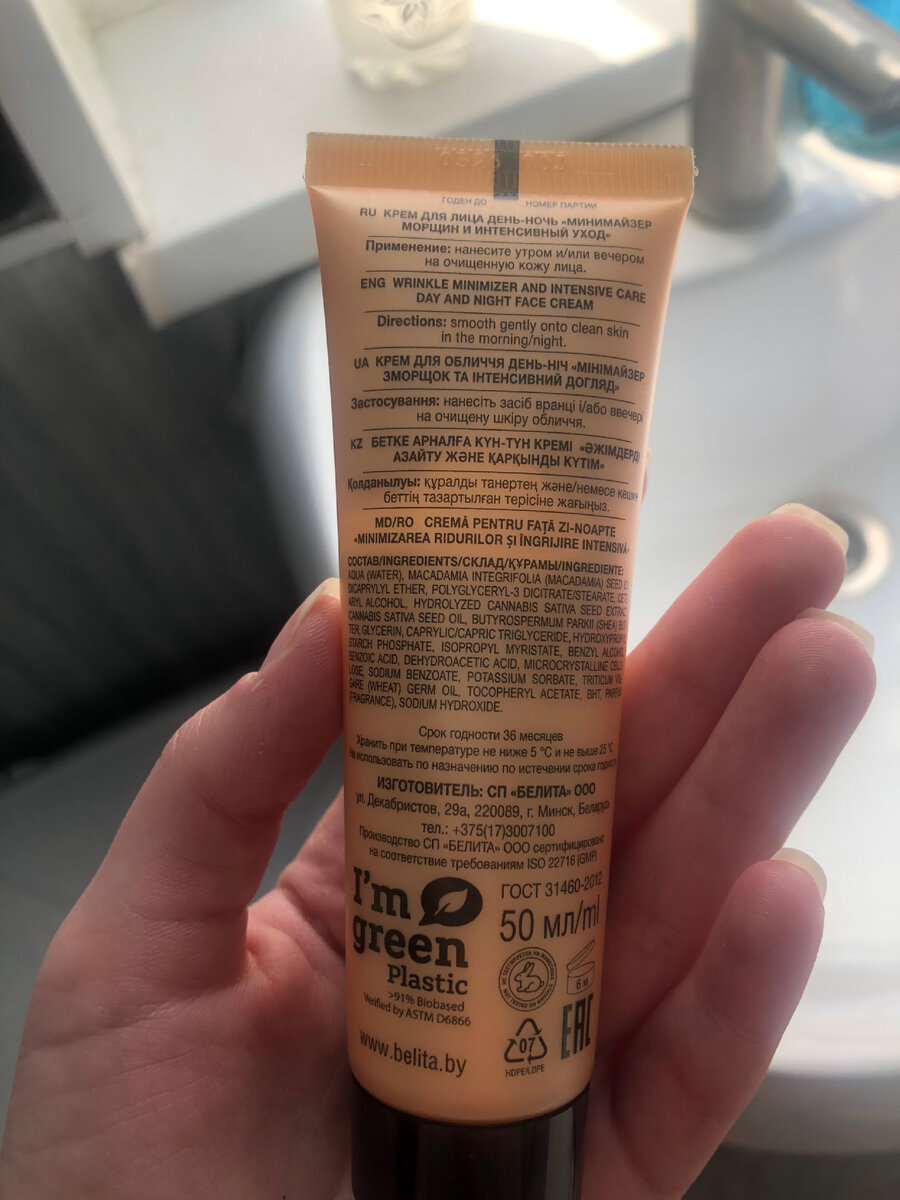 ГОДЕН ДО НОМЕР ПАРТИИ
RU КРЕМ ДЛЯ ЛИЦА ДЕНЬ-НОЧЬ «МИНИМАЙЗЕР
МОРЩИН И ИНТЕНСИВНЫЙ УХОД»
Применение: нанесите утром и/или вечером
на очищенную кожу лица.
ENG WRINKLE MINIMIZER AND INTENSIVE CARE
DAY AND NIGHT FACE CREAM
Directions: smooth gently onto clean skin
in the morning/night.
UA КРЕМ ДЛЯ ОБЛИЧЧЯ ДЕНЬ-НІЧ «МІНІМАЙЗЕР
ЗМОРЩОК ТА ІНТЕНСИВНИЙ ДОГЛЯД»
Застосування: нанесіть засіб вранці і/або ввечері
на очищену шкіру обличчя.
KZ БЕТКЕ АРНАЛҒА КҮН-ТҮН КРЕМІ «ӘЖІМДЕРДІ
АЗАЙТУ ЖӘНЕ ҚАРҚЫНДЫ КҮТІМ»
Қолданылуы: құралды танертең және/немесе кешке
беттің тазартылған терісіне жағыңыз.
MD/RO CREMĂ PENTRU FAȚĂ ZI-NOAPTE
«MINIMIZAREA RIDURILOR ȘI ÎNGRIJIRE INTENSIVĂ»
СОСТАВ/INGREDIENTS/СКЛАД/ҚҰРАМЫ/INGREDIENTE:
AQUA (WATER), MACADAMIA INTEGRIFOLIA (MACADAMIA) SEED
DICAPRYLYL ETHER, POLYGLYCERYL-3 DICITRATE/STEARATE, CETE
ARYL ALCOHOL, HYDROLYZED CANNABIS SATIVA SEED EXTRACT,
CANNABIS SATIVA SEED OIL, BUTYROSPERMUM PARKII (SHEA) BUT-
TER, GLYCERIN, CAPRYLIC/CAPRIC TRIGLYCERIDE, HYDROXYPROPYL
STARCH PHOSPHATE, ISOPROPYL MYRISTATE, BENZYL ALCOHOL,
BENZOIC ACID, DEHYDROACETIC ACID, MICROCRYSTALLINE CELLU
LOSE, SODIUM BENZOATE, POTASSIUM SORBATE, TRITICUM VUL
GARE (WHEAT) GERM OIL, TOCOPHERYL ACETATE, BHT, PARFUM
(FRAGRANCE), SODIUM HYDROXIDE.
Срок годности 36 месяцев
Хранить при температуре не ниже 5 °C и не выше 25 °C
Не использовать по назначению по истечении срока годности
ИЗГОТОВИТЕЛЬ: СП «БЕЛИТА» ООО
ул. Декабристов, 29а, 220089, г. Минск, Беларусь
тел.: +375(17)3007100
Производство СП «БЕЛИТА» ООО сертифицировано
на соответствие требованиям ISO 22716 (GMP)
I'm
green
Plastic
>91% Biobased
Verified by ASTM D6866
www.belita.by
ГОСТ 31460-2012
50 мл/ml
НЕ ТЕСТИРУЕТСЯ НА ЖИВОТНЫХ
NOT TESTED ON ANIMALS
6 м
07
HDPE/LDPE
EAC